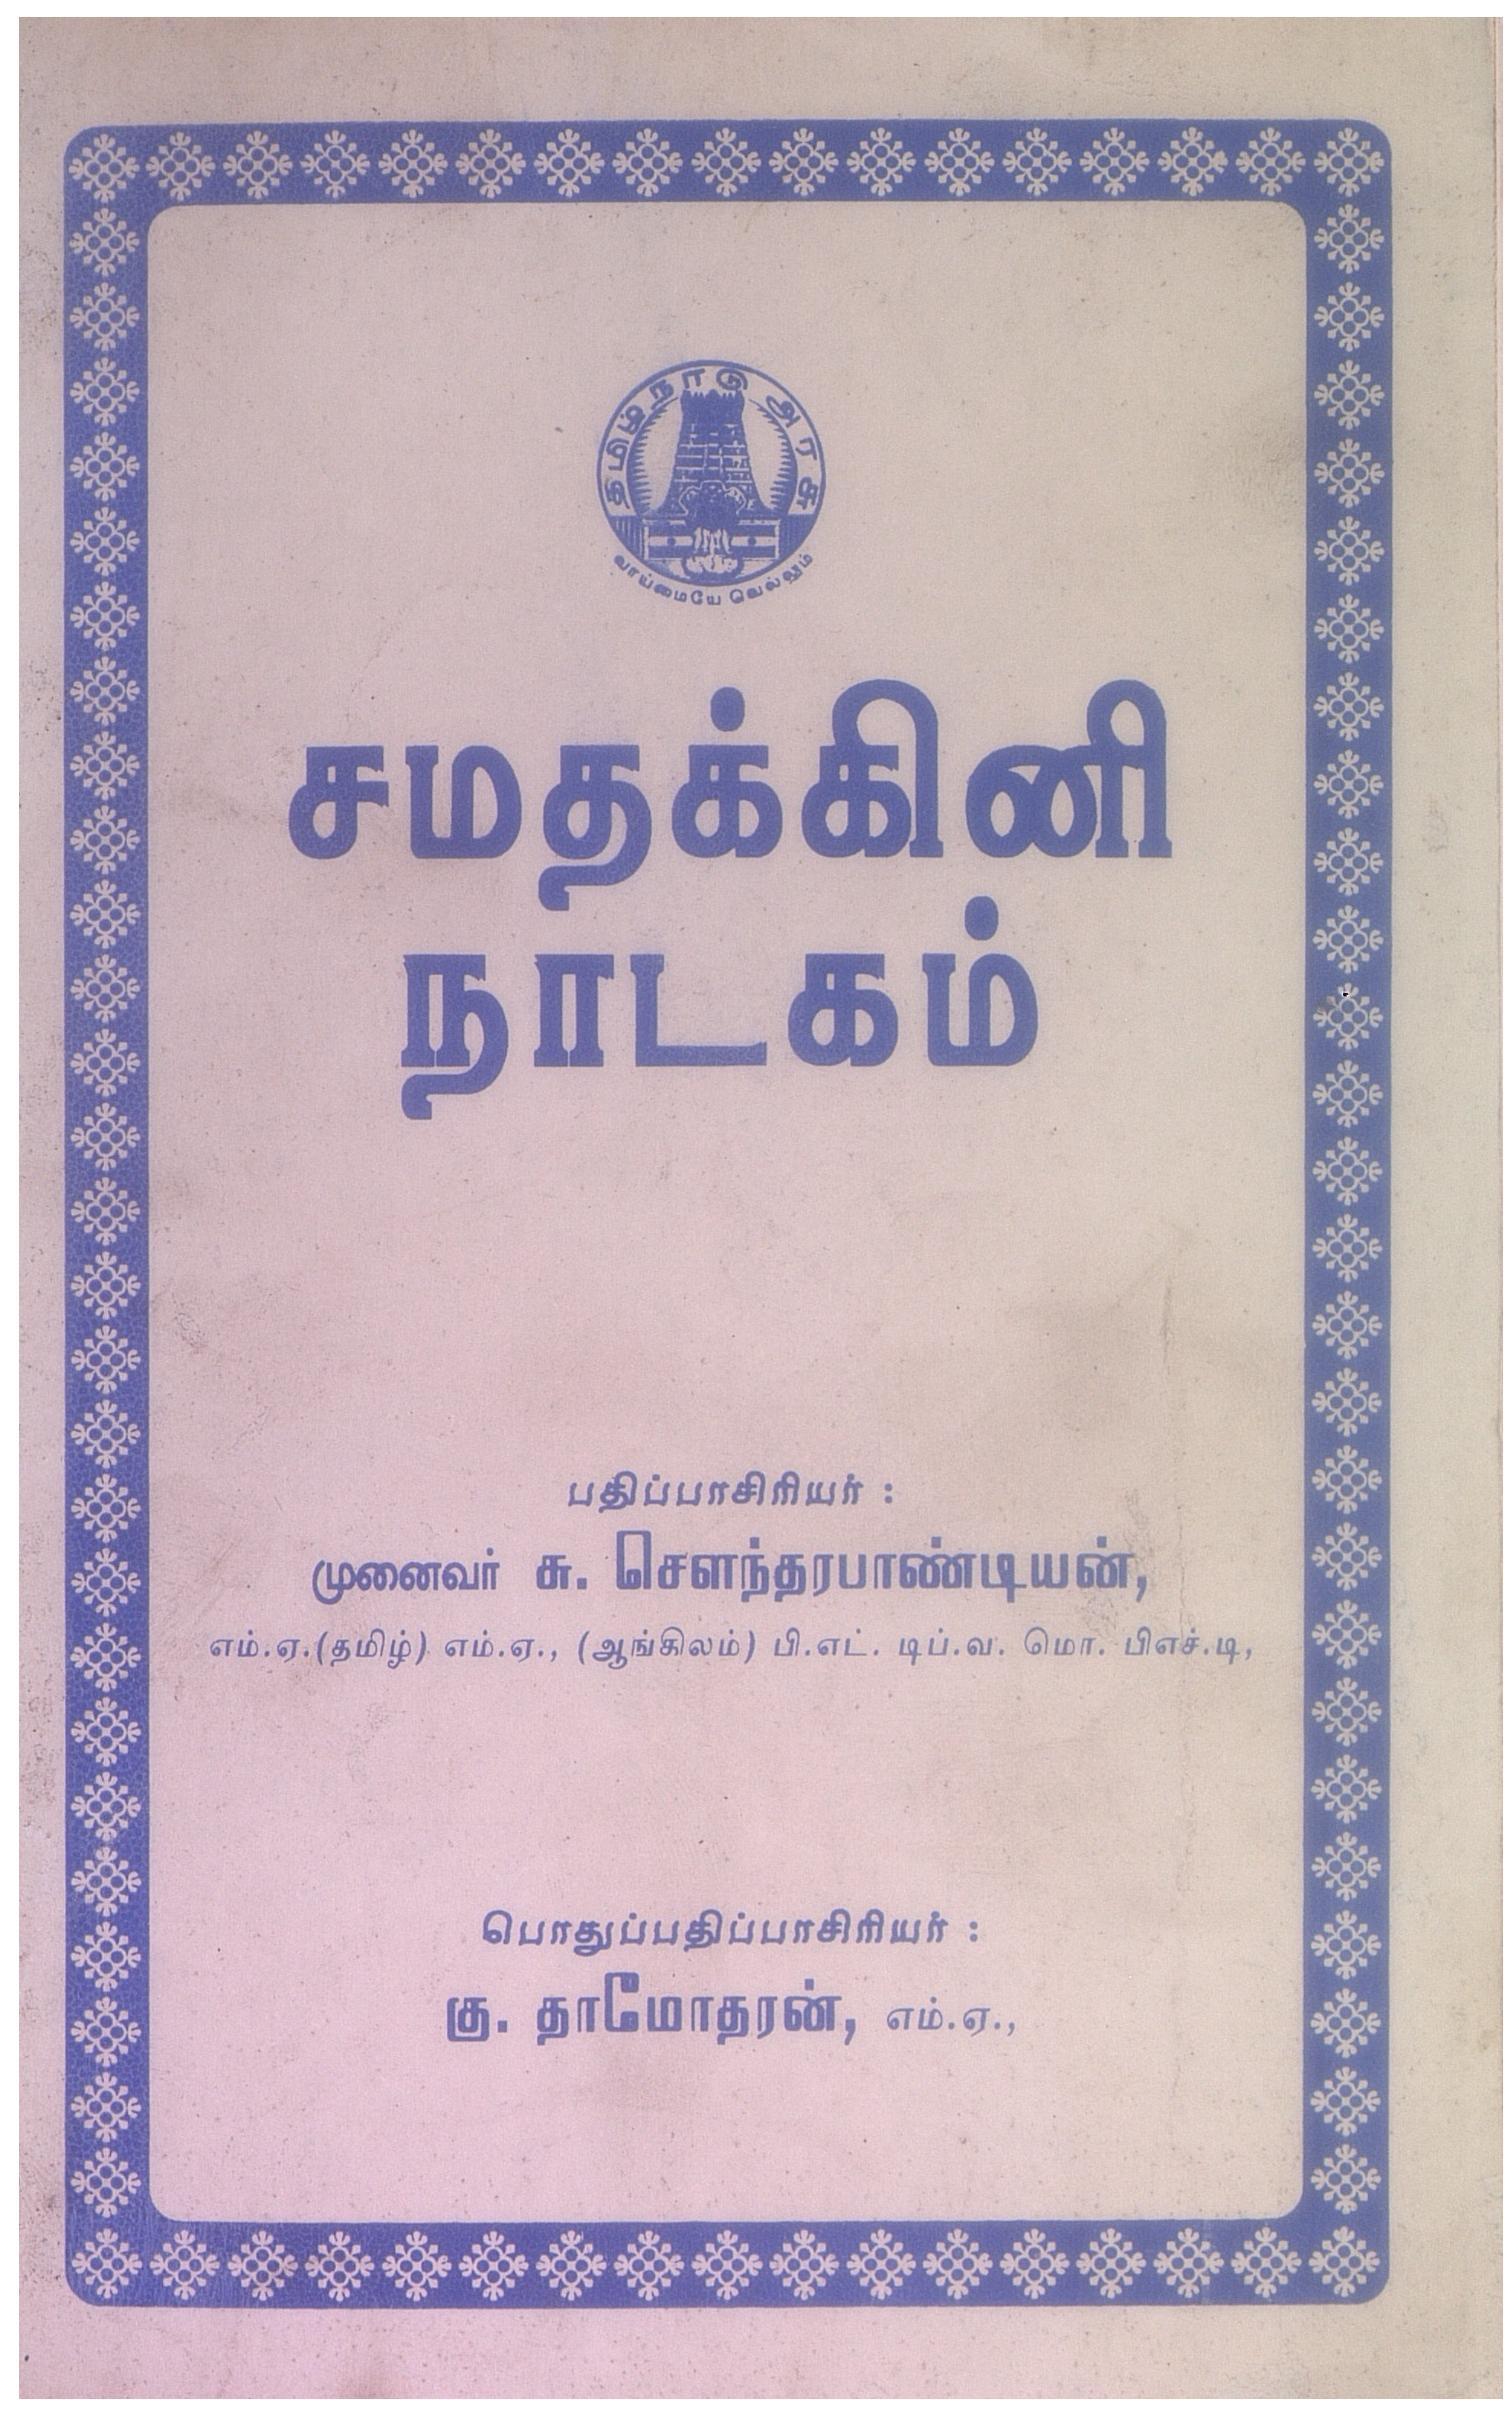 தமிழ்நாடு அரசு
வாய்மையே வெல்லும்
சமதக்கினி
நாடகம்
பதிப்பாசிரியர் :
முனைவர் சு. சௌந்தரபாண்டியன்,
எம்.ஏ.(தமிழ்) எம்.ஏ., (ஆங்கிலம்) பி.எட். டிப்.வ. மொ. பிஎச்.டி,
பொதுப்பதிப்பாசிரியர் :
கு. தாமோதரன், எம்.ஏ.,